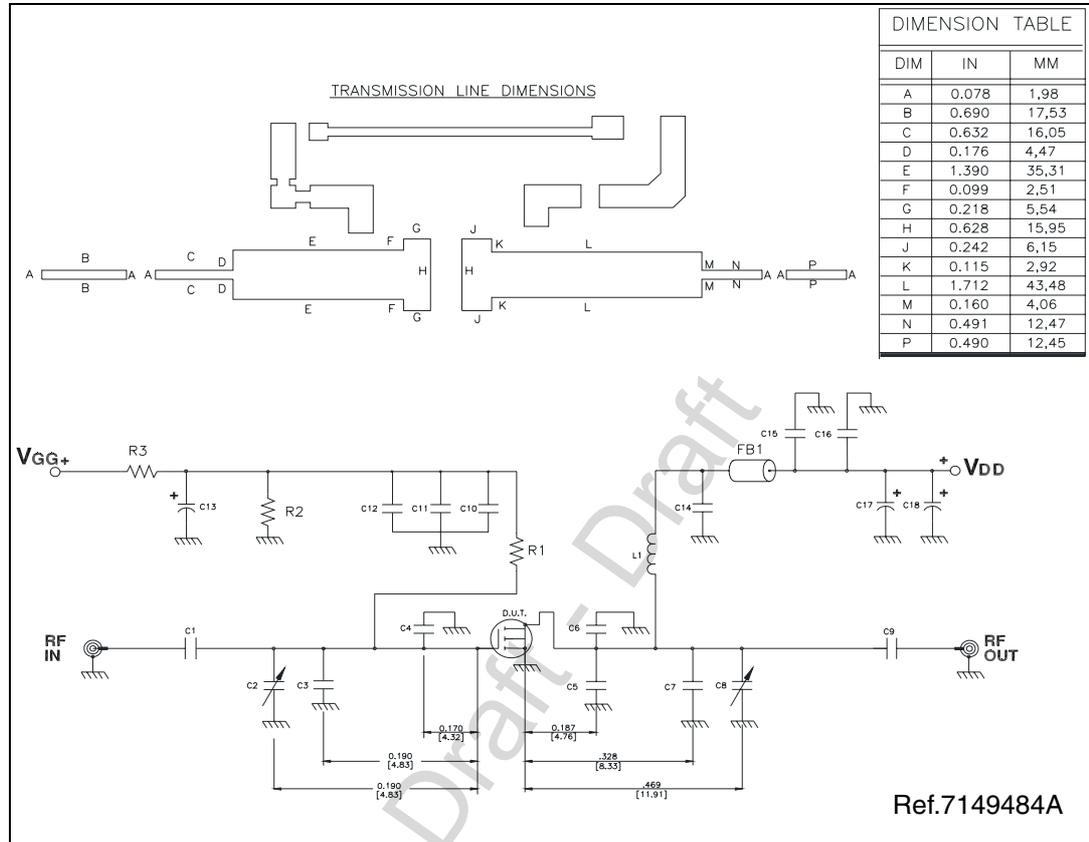 DIMENSION TABLE
DIM IN MM
A 0.078 1,98
B 0.690 17,53
C 0.632 16,05
D 0.176 4,47
E 1.390 35,31
F 0.099 2,51
G 0.218 5,54
H 0.628 15,95
J 0.242 6,15
K 0.115 2,92
L 1.712 43,48
M 0.160 4,06
N 0.491 12,47
P 0.490 12,45
TRANSMISSION LINE DIMENSIONS
G J
E F K L
B C D H H M N P
A A A A A A
B C D M N P
E F K L
G J
Draft - Draft
C15 C16
VGG+ R3 FB1 + VDD
+ C13 R2 C12 C11 C10 C14 C17 + C18 +
R1 L1
D.U.T.
RF IN C1 C4 C6 C9 RF OUT
C2 C3 C5 C7 C8
0.170 0.187
[4.32] [4.76]
0.190 .328
[4.83] [8.33]
0.190 .469
[4.83] [11.91]
Ref.7149484A